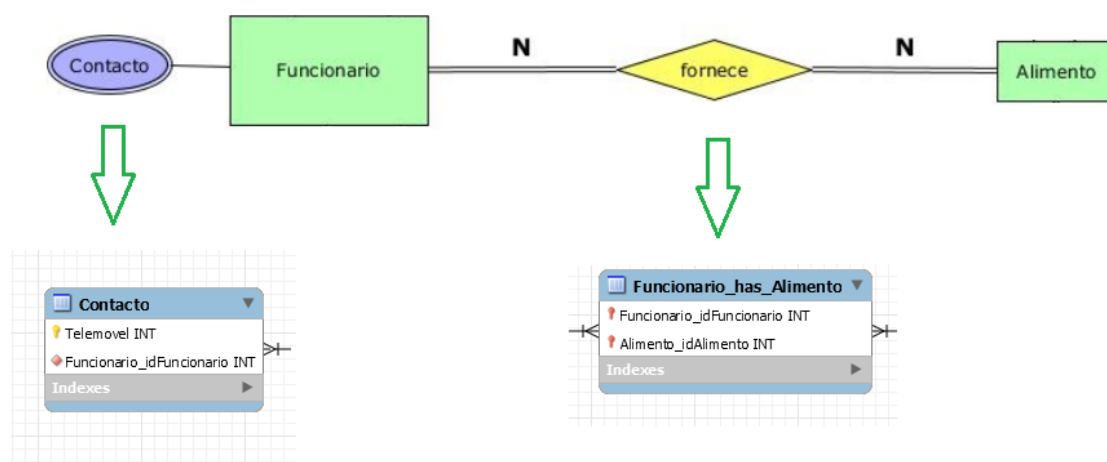 Contacto
Funcionario
N
fornece
N
Alimento
Contacto
Telemovel INT
Funcionario_idFuncionario INT
Indexes
Funcionario_has_Alimento
Funcionario_idFuncionario INT
Alimento_idAlimento INT
Indexes